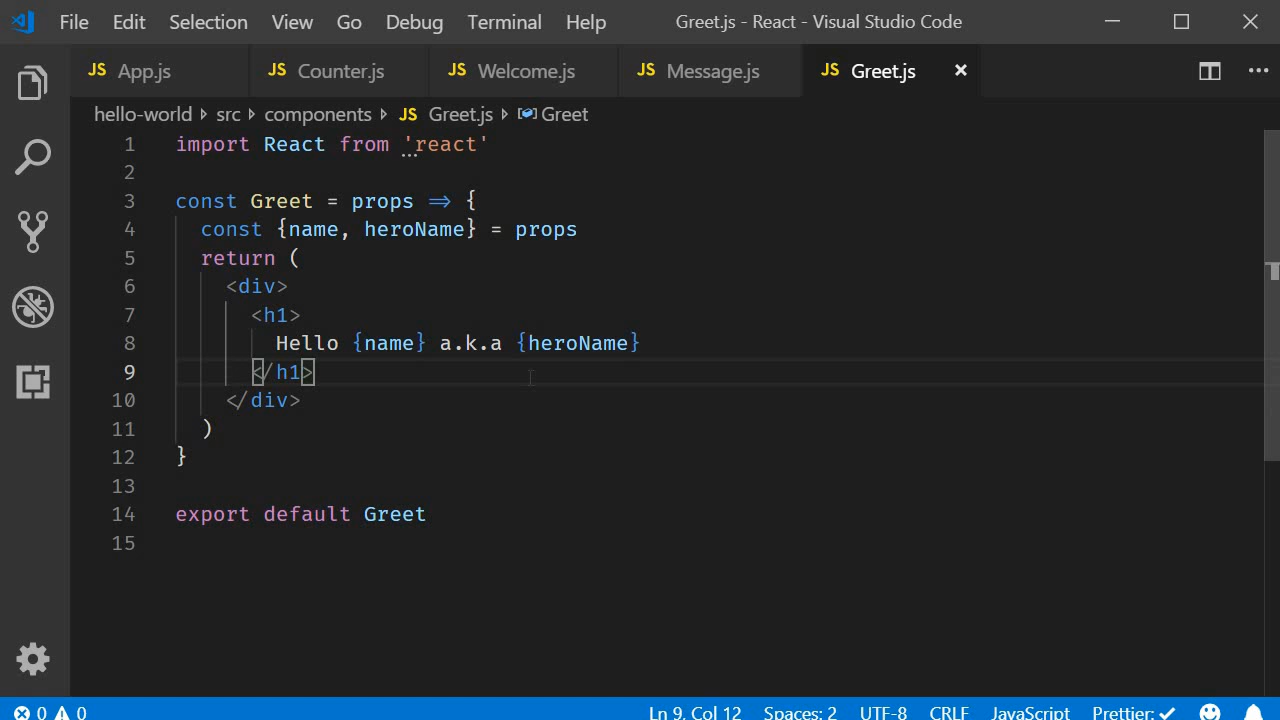 File Edit Selection View Go Debug Terminal Help Greet.js - React - Visual Studio Code
JS App.js JS Counter.js JS Welcome.js JS Message.js JS Greet.js
hello-world › src › components › JS Greet.js › Greet
1 import React from 'react'
2
3 const Greet = props => {
4 const {name, heroName} = props
5 return (
6 <div>
7 <h1>
8 Hello {name} a.k.a {heroName}
9 </h1>
10 </div>
11 )
12 }
13
14 export default Greet
15
0 0 Ln 9, Col 12 Spaces: 2 UTF-8 CRLF JavaScript Prettier: ✓